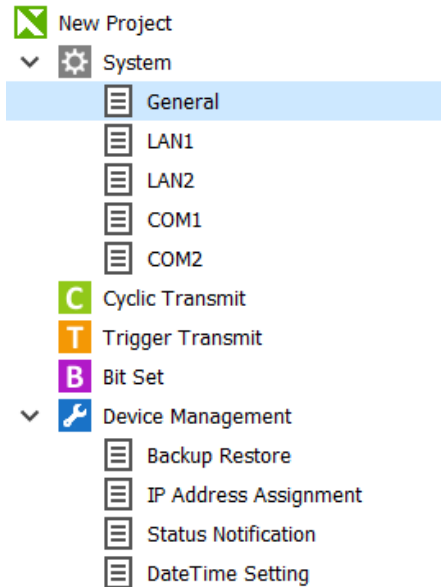 New Project
System
General
LAN1
LAN2
COM1
COM2
C Cyclic Transmit
T Trigger Transmit
B Bit Set
Device Management
Backup Restore
IP Address Assignment
Status Notification
DateTime Setting